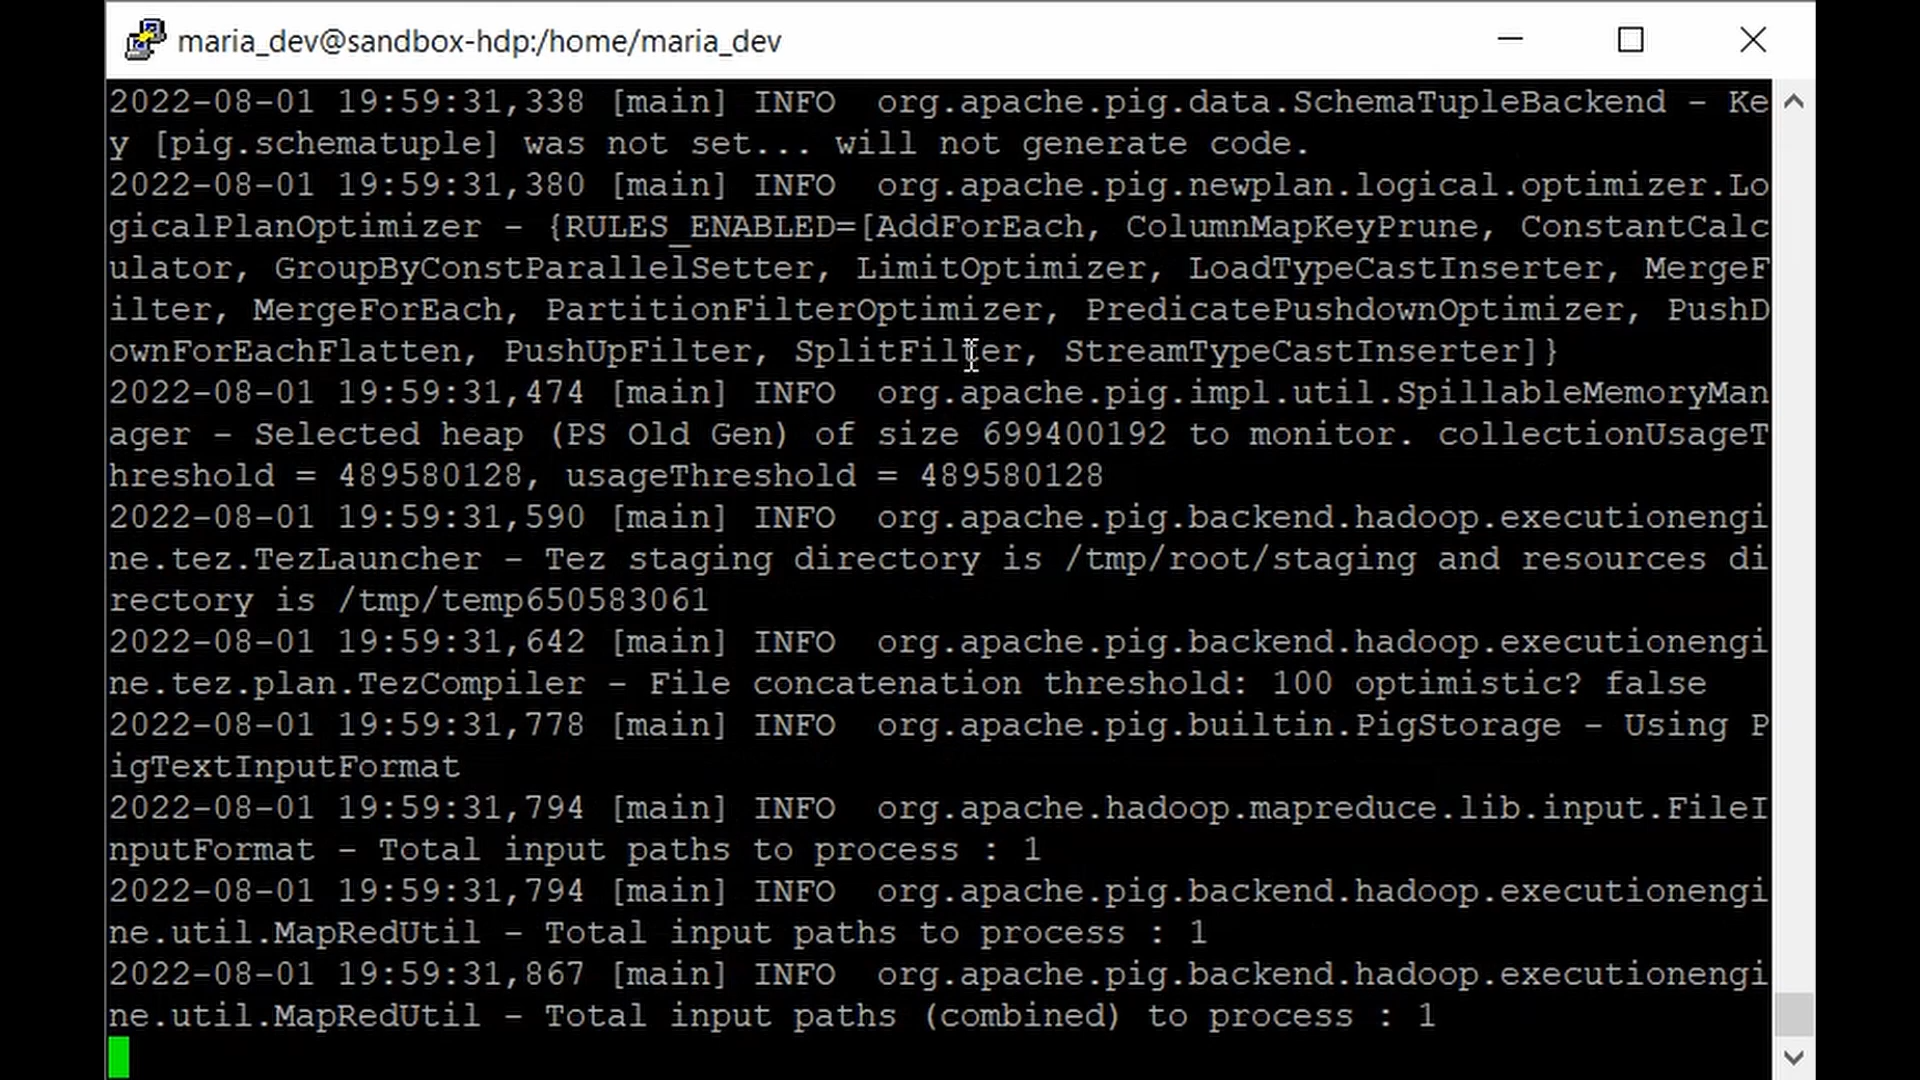 maria_dev@sandbox-hdp:/home/maria_dev
2022-08-01 19:59:31,338 [main] INFO  org.apache.pig.data.SchemaTupleBackend - Ke
y [pig.schematuple] was not set... will not generate code.
2022-08-01 19:59:31,380 [main] INFO  org.apache.pig.newplan.logical.optimizer.Lo
gicalPlanOptimizer - {RULES_ENABLED=[AddForEach, ColumnMapKeyPrune, ConstantCalc
ulator, GroupByConstParallelSetter, LimitOptimizer, LoadTypeCastInserter, MergeF
ilter, MergeForEach, PartitionFilterOptimizer, PredicatePushdownOptimizer, PushD
ownForEachFlatten, PushUpFilter, SplitFilter, StreamTypeCastInserter]}
2022-08-01 19:59:31,474 [main] INFO  org.apache.pig.impl.util.SpillableMemoryMan
ager - Selected heap (PS Old Gen) of size 699400192 to monitor. collectionUsageT
hreshold = 489580128, usageThreshold = 489580128
2022-08-01 19:59:31,590 [main] INFO  org.apache.pig.backend.hadoop.executionengi
ne.tez.TezLauncher - Tez staging directory is /tmp/root/staging and resources di
rectory is /tmp/temp650583061
2022-08-01 19:59:31,642 [main] INFO  org.apache.pig.backend.hadoop.executionengi
ne.tez.plan.TezCompiler - File concatenation threshold: 100 optimistic? false
2022-08-01 19:59:31,778 [main] INFO  org.apache.pig.builtin.PigStorage - Using P
igTextInputFormat
2022-08-01 19:59:31,794 [main] INFO  org.apache.hadoop.mapreduce.lib.input.FileI
nputFormat - Total input paths to process : 1
2022-08-01 19:59:31,794 [main] INFO  org.apache.pig.backend.hadoop.executionengi
ne.util.MapRedUtil - Total input paths to process : 1
2022-08-01 19:59:31,867 [main] INFO  org.apache.pig.backend.hadoop.executionengi
ne.util.MapRedUtil - Total input paths (combined) to process : 1